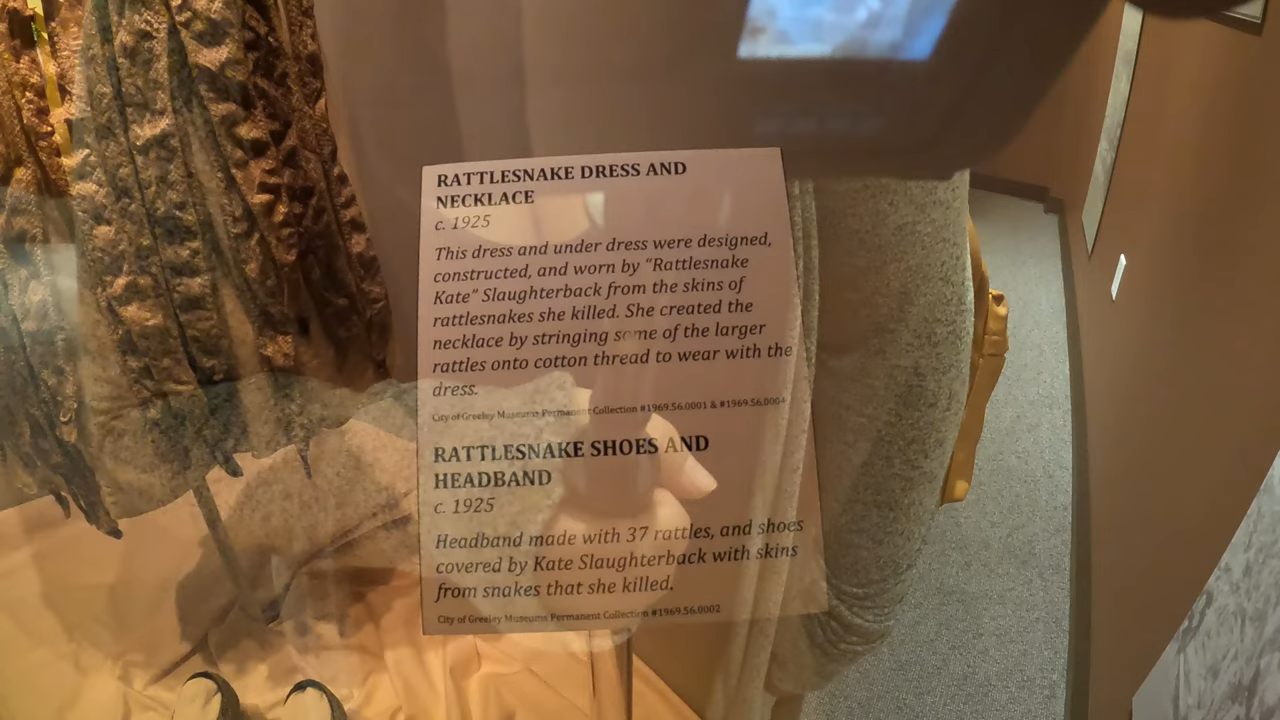 RATTLESNAKE DRESS AND
NECKLACE
c. 1925
This dress and under dress were designed,
constructed, and worn by “Rattlesnake
Kate” Slaughterback from the skins of
rattlesnakes she killed. She created the
necklace by stringing some of the larger
rattles onto cotton thread to wear with the
dress.
City of Greeley Museums Permanent Collection #1969.56.0001 & #1969.56.0004
RATTLESNAKE SHOES AND
HEADBAND
c. 1925
Headband made with 37 rattles, and shoes
covered by Kate Slaughterback with skins
from snakes that she killed.
City of Greeley Museums Permanent Collection #1969.56.0002